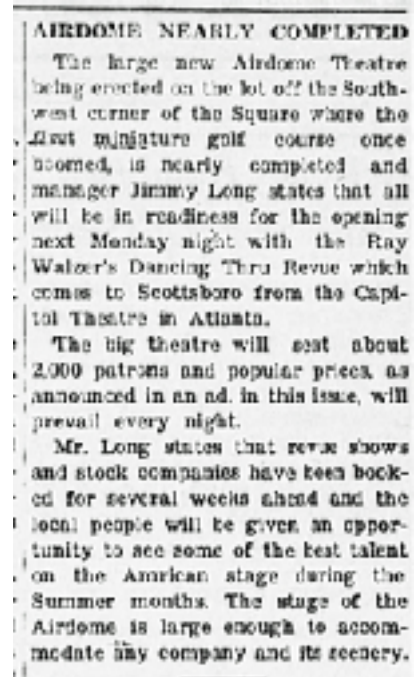 AIRDOME NEARLY COMPLETED
The large new Airdome Theatre
being erected on the lot off the South-
west corner of the Square where the
first miniature golf course once
boomed, is nearly completed and
manager Jimmy Long states that all
will be in readiness for the opening
next Monday night with the Ray
Walzer's Dancing Thru Revue which
comes to Scottsboro from the Capi-
tol Theatre in Atlanta.
The big theatre will seat about
2,000 patrons and popular prices, as
announced in an ad. in this issue, will
prevail every night.
Mr. Long states that revue shows
and stock companies have been book-
ed for several weeks ahead and the
local people will be given an oppor-
tunity to see some of the best talent
on the Amrican stage during the
Summer months. The stage of the
Airdome is large enough to accom-
modate any company and its scenery.